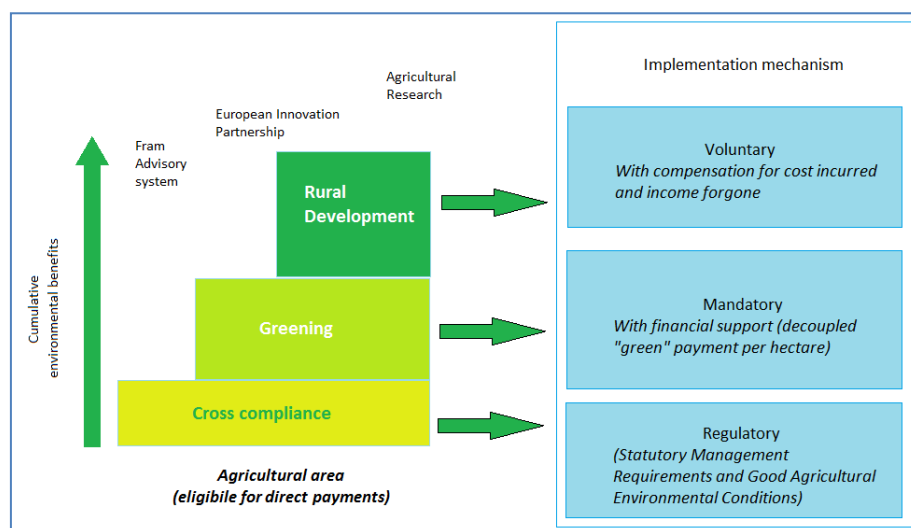 Agricultural
Research
European Innovation
Partnership
Fram
Advisory
system
Cumulative
environmental benefits
Rural
Development
Greening
Cross compliance
Agricultural area
(eligibile for direct payments)
Implementation mechanism
Voluntary
With compensation for cost incurred
and income forgone
Mandatory
With financial support (decoupled
"green" payment per hectare)
Regulatory
(Statutory Management
Requirements and Good Agricultural
Environmental Conditions)